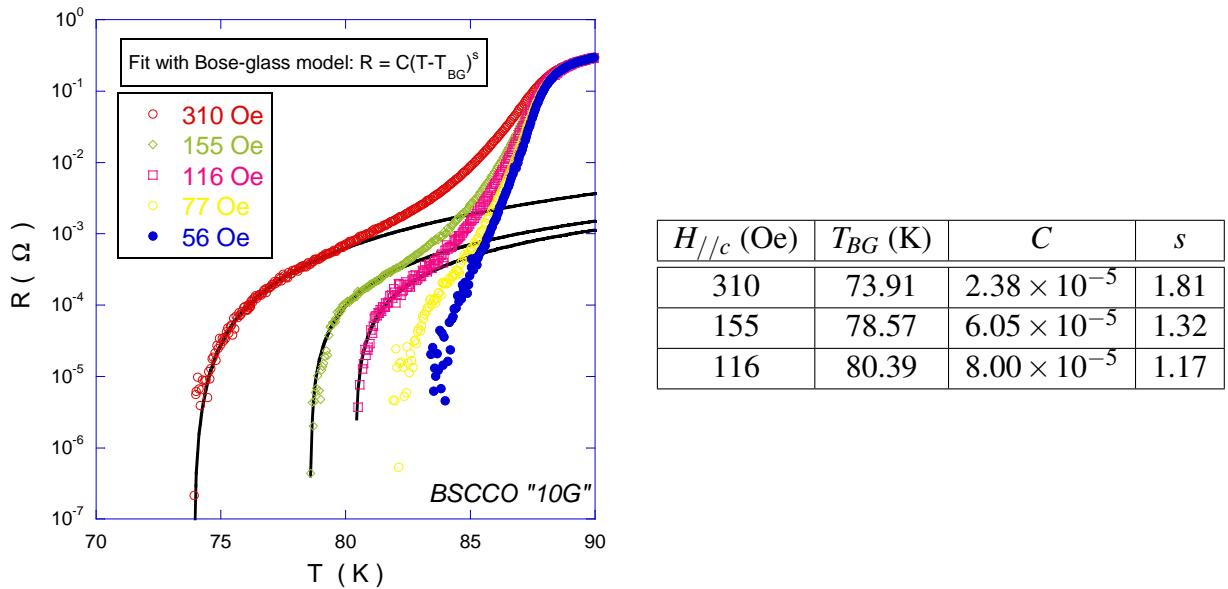 Fit with Bose-glass model: R = C(T-T_BG)^s
310 Oe
155 Oe
116 Oe
77 Oe
56 Oe
BSCCO "10G"
10^0
10^-1
10^-2
10^-3
10^-4
10^-5
10^-6
10^-7
R ( Ω )
70 75 80 85 90
T ( K )
H_//c (Oe) T_BG (K) C s
310 73.91 2.38 × 10^-5 1.81
155 78.57 6.05 × 10^-5 1.32
116 80.39 8.00 × 10^-5 1.17